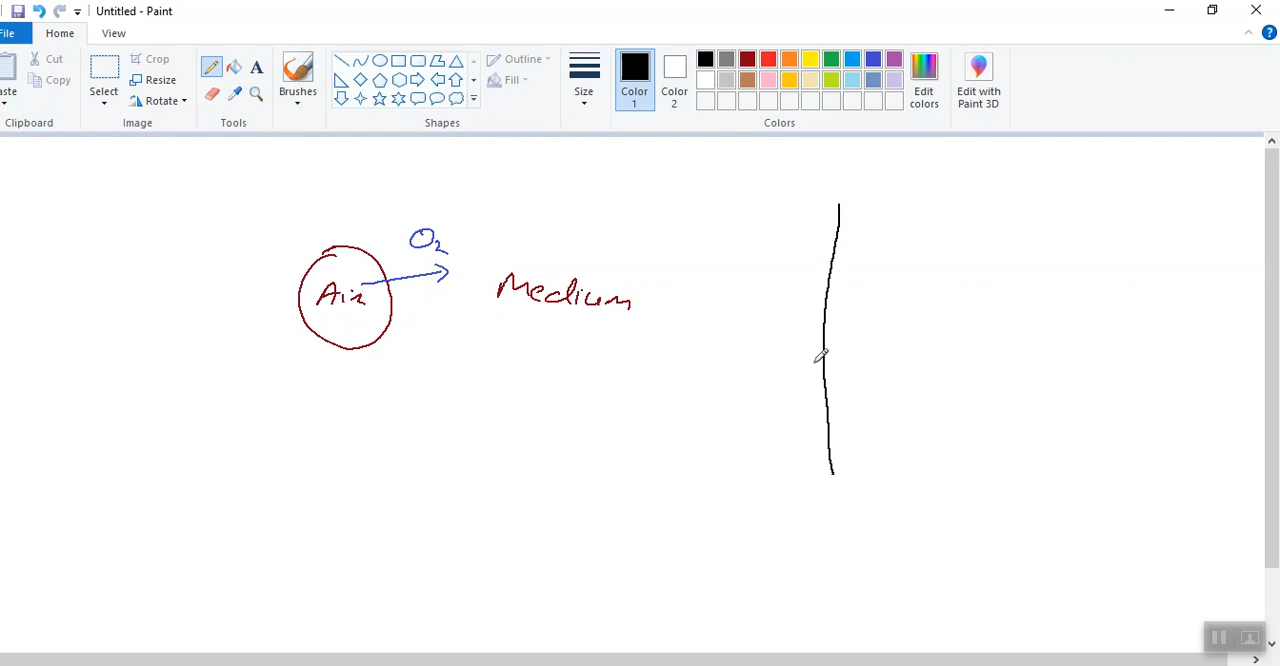 Untitled - Paint
File
Home
View
Cut
Copy
Clipboard
Select
Crop
Resize
Rotate
Image
Tools
Brushes
Outline
Fill
Shapes
Size
Color 1
Color 2
Edit colors
Colors
Edit with Paint 3D
O2
Air
Medium